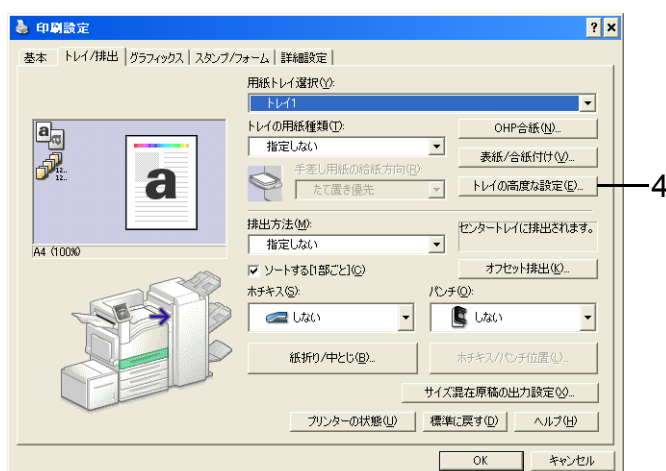 印刷設定
基本 トレイ/排出 グラフィックス スタンプ/フォーム 詳細設定
用紙トレイ選択(Y):
トレイ1
トレイの用紙種類(T):
指定しない
OHP合紙(N)...
手差し用紙の給紙方向(R):
たて置き優先
表紙/合紙付け(V)...
トレイの高度な設定(E)...
4
A4 (100%)
排出方法(M):
指定しない
センタートレイに排出されます。
ソートする[1部ごと](C)
オフセット排出(K)...
ホチキス(S):
しない
パンチ(O):
しない
紙折り/中とじ(B)...
ホチキス/パンチ位置(L)...
サイズ混在原稿の出力設定(X)...
プリンターの状態(U) 標準に戻す(D) ヘルプ(H)
OK キャンセル